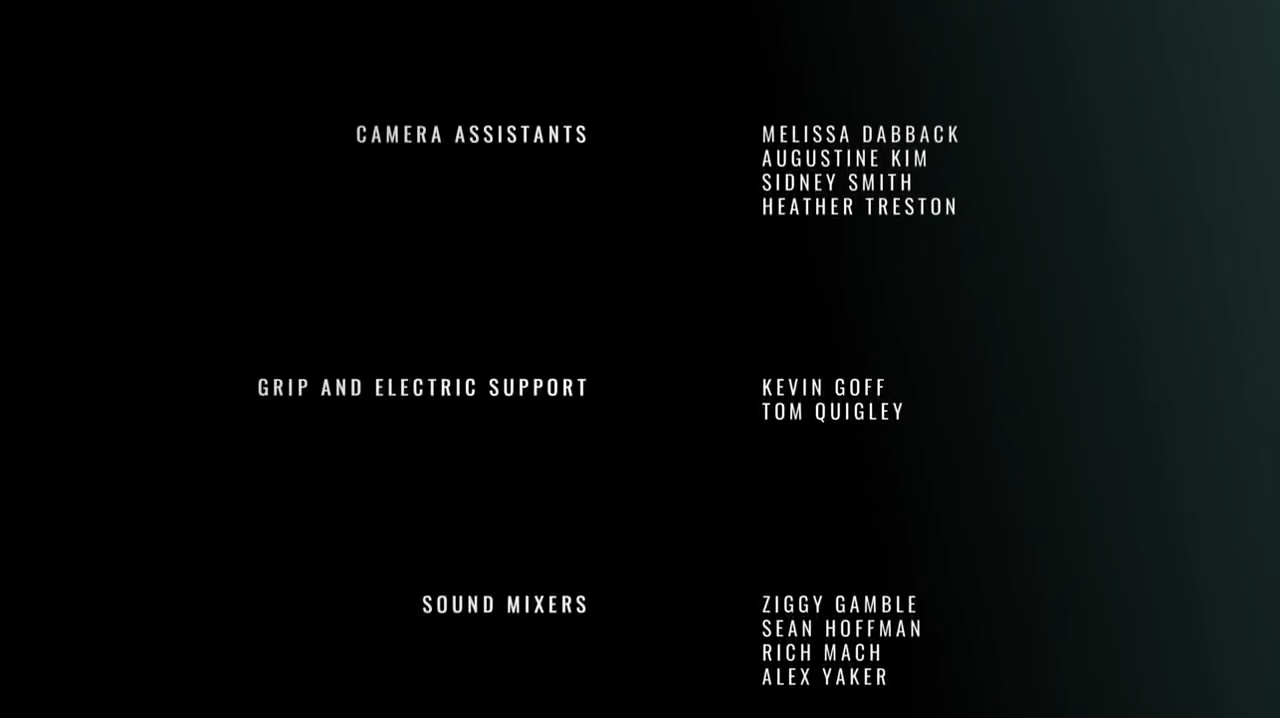 CAMERA ASSISTANTS MELISSA DABBACK
AUGUSTINE KIM
SIDNEY SMITH
HEATHER TRESTON
GRIP AND ELECTRIC SUPPORT KEVIN GOFF
TOM QUIGLEY
SOUND MIXERS ZIGGY GAMBLE
SEAN HOFFMAN
RICH MACH
ALEX YAKER